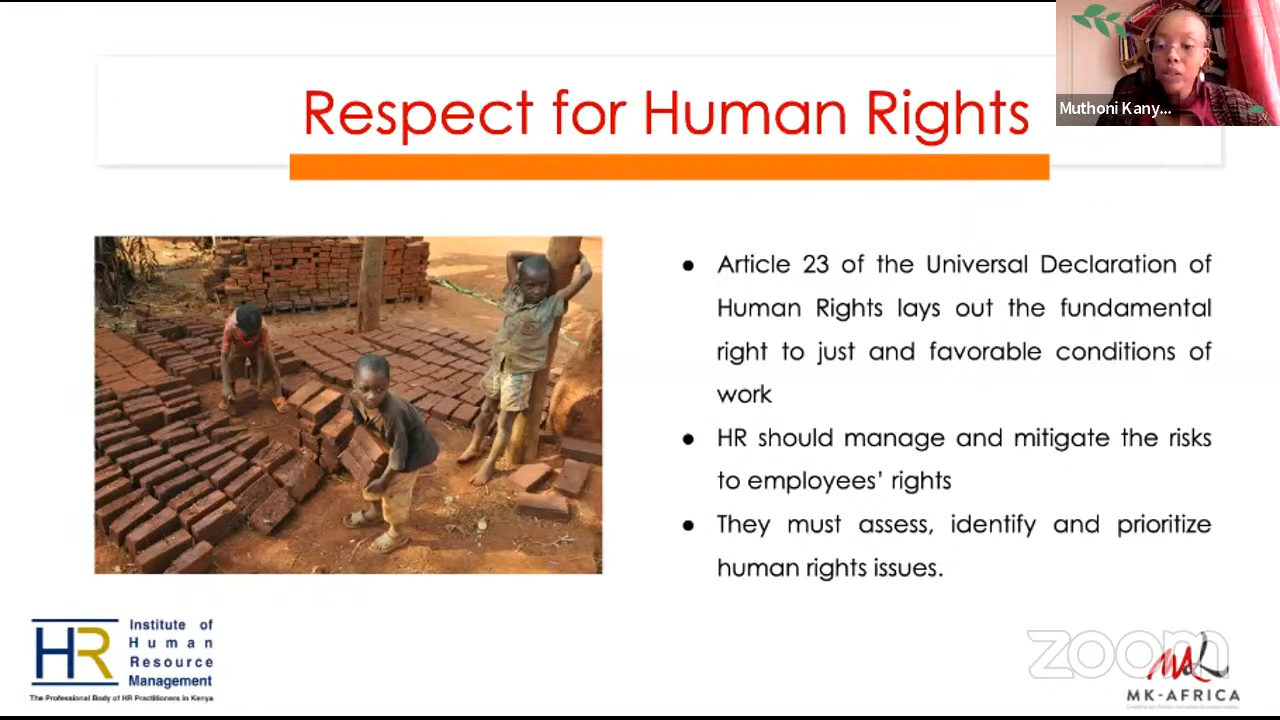 Respect for Human Rights
Muthoni Kany...
● Article 23 of the Universal Declaration of
Human Rights lays out the fundamental
right to just and favorable conditions of
work
● HR should manage and mitigate the risks
to employees' rights
● They must assess, identify and prioritize
human rights issues.
HR
Institute of
Human
Resource
Management
The Professional Body of HR Practitioners in Kenya
zoom
MK-AFRICA